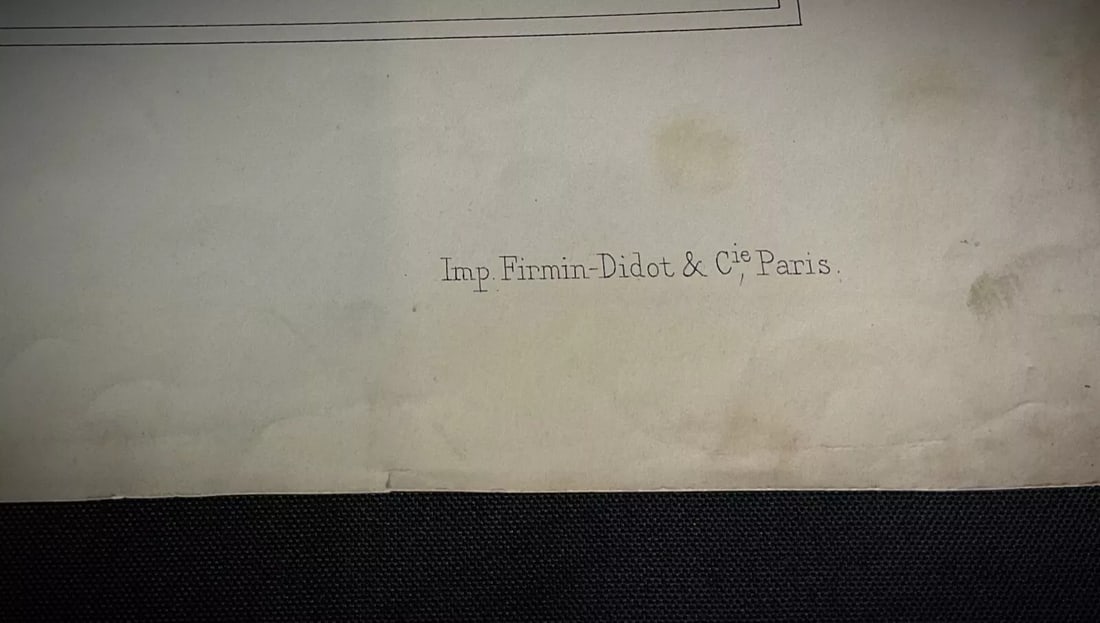 Imp. Firmin-Didot & Cie, Paris.